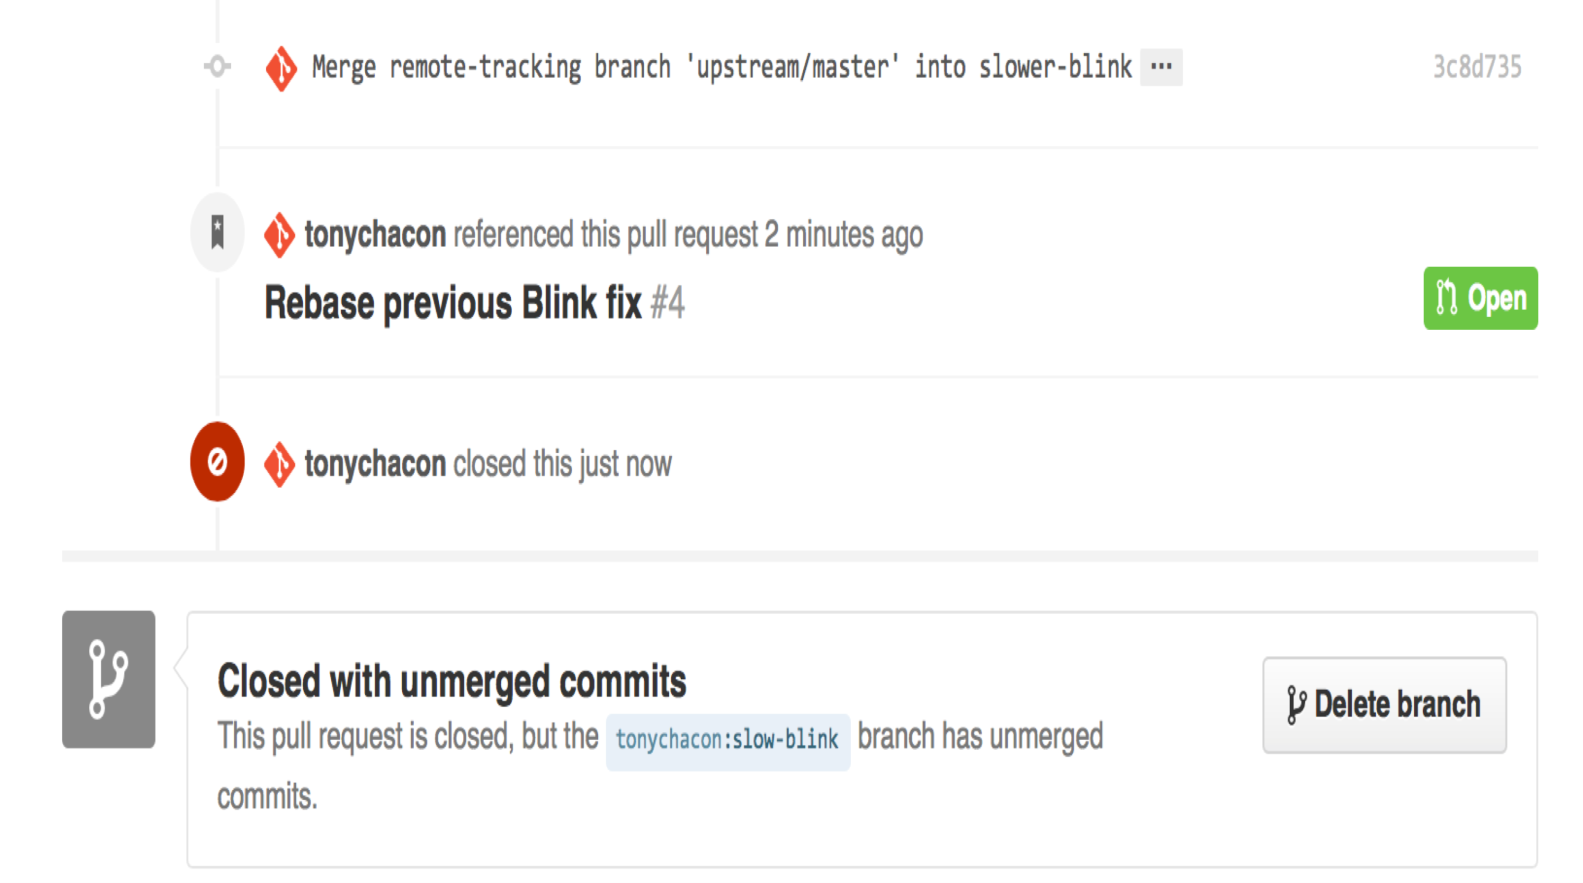 Merge remote-tracking branch 'upstream/master' into slower-blink ... 3c8d735
tonychacon referenced this pull request 2 minutes ago
Rebase previous Blink fix #4
Open
tonychacon closed this just now
Closed with unmerged commits
This pull request is closed, but the tonychacon:slow-blink branch has unmerged
commits.
Delete branch